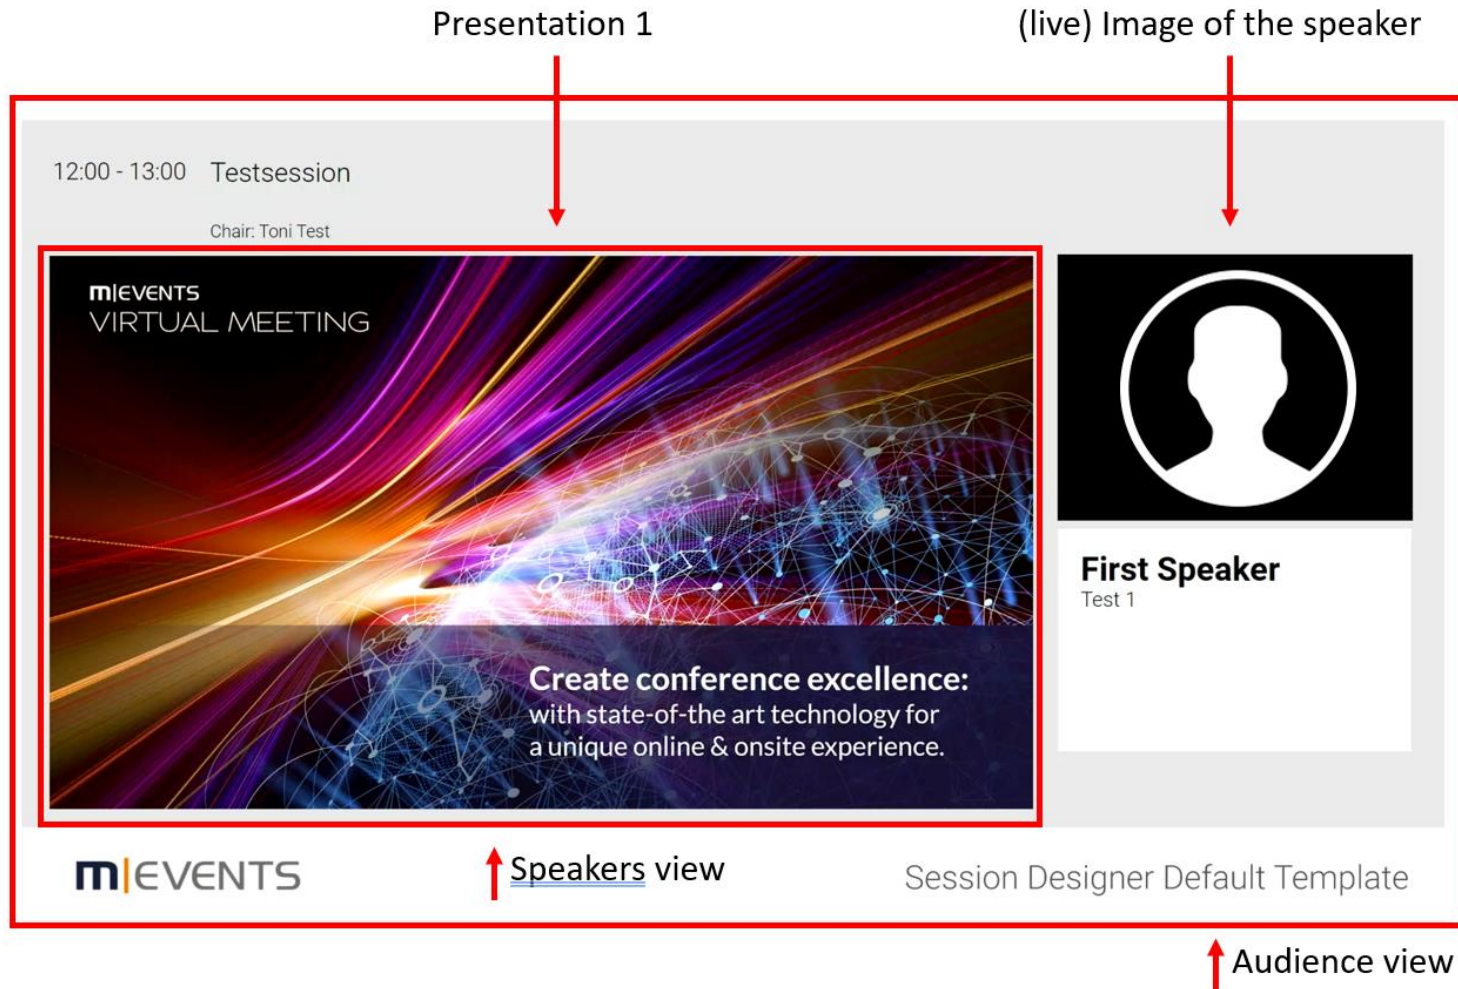 Presentation 1
(live) Image of the speaker
12:00 - 13:00 Testsession
Chair: Toni Test
m|EVENTS
VIRTUAL MEETING
First Speaker
Test 1
Create conference excellence:
with state-of-the art technology for
a unique online & onsite experience.
Speakers view
m|EVENTS
Session Designer Default Template
Audience view